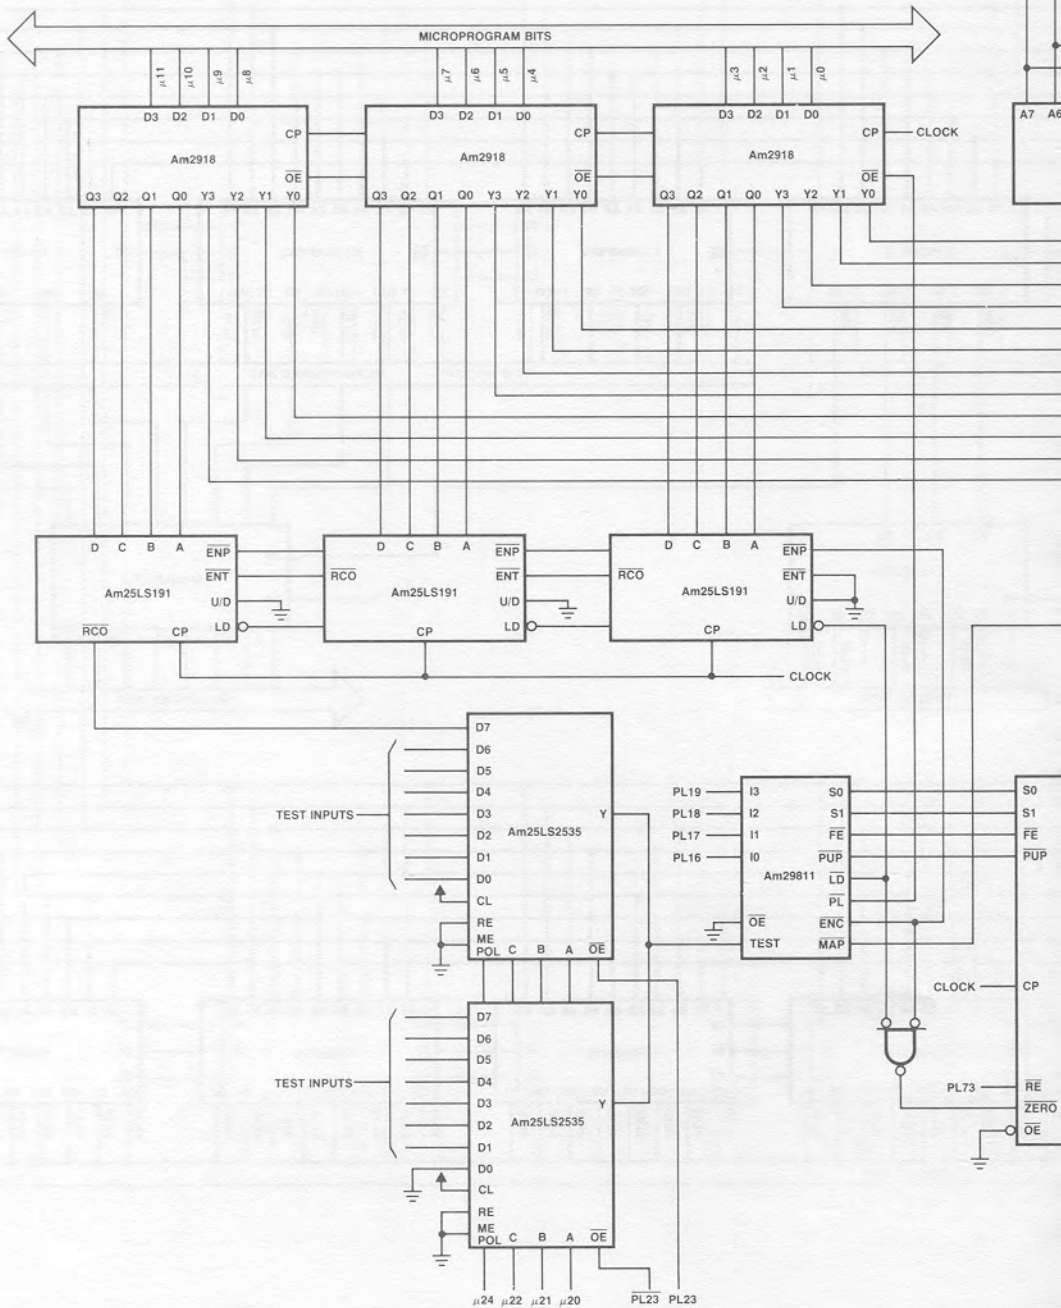 MICROPROGRAM BITS
μ11 μ10 μ9 μ8 μ7 μ6 μ5 μ4 μ3 μ2 μ1 μ0
D3 D2 D1 D0 D3 D2 D1 D0 D3 D2 D1 D0 A7 A6
CP CP CP CLOCK
Am2918 Am2918 Am2918
OE OE OE
Q3 Q2 Q1 Q0 Y3 Y2 Y1 Y0 Q3 Q2 Q1 Q0 Y3 Y2 Y1 Y0 Q3 Q2 Q1 Q0 Y3 Y2 Y1 Y0
D C B A ENP D C B A ENP D C B A ENP
ENT RCO ENT RCO ENT
Am25LS191 Am25LS191 Am25LS191
U/D U/D U/D
RCO CP LD CP LD CP LD
CLOCK
D7
D6
D5
D4
TEST INPUTS D3 Y
D2 Am25LS2535
D1
D0
CL
RE
ME
POL C B A OE
PL19 I3 S0 S0
PL18 I2 S1 S1
PL17 I1 FE FE
PL16 I0 PUP PUP
Am29811 LD
PL
OE ENC
TEST MAP
CLOCK CP
D7
D6
D5
TEST INPUTS D4
D3 Y
D2 Am25LS2535
D1
D0
CL
RE
ME
POL C B A OE
PL73 RE
ZERO
OE
μ24 μ22 μ21 μ20 PL23 PL23